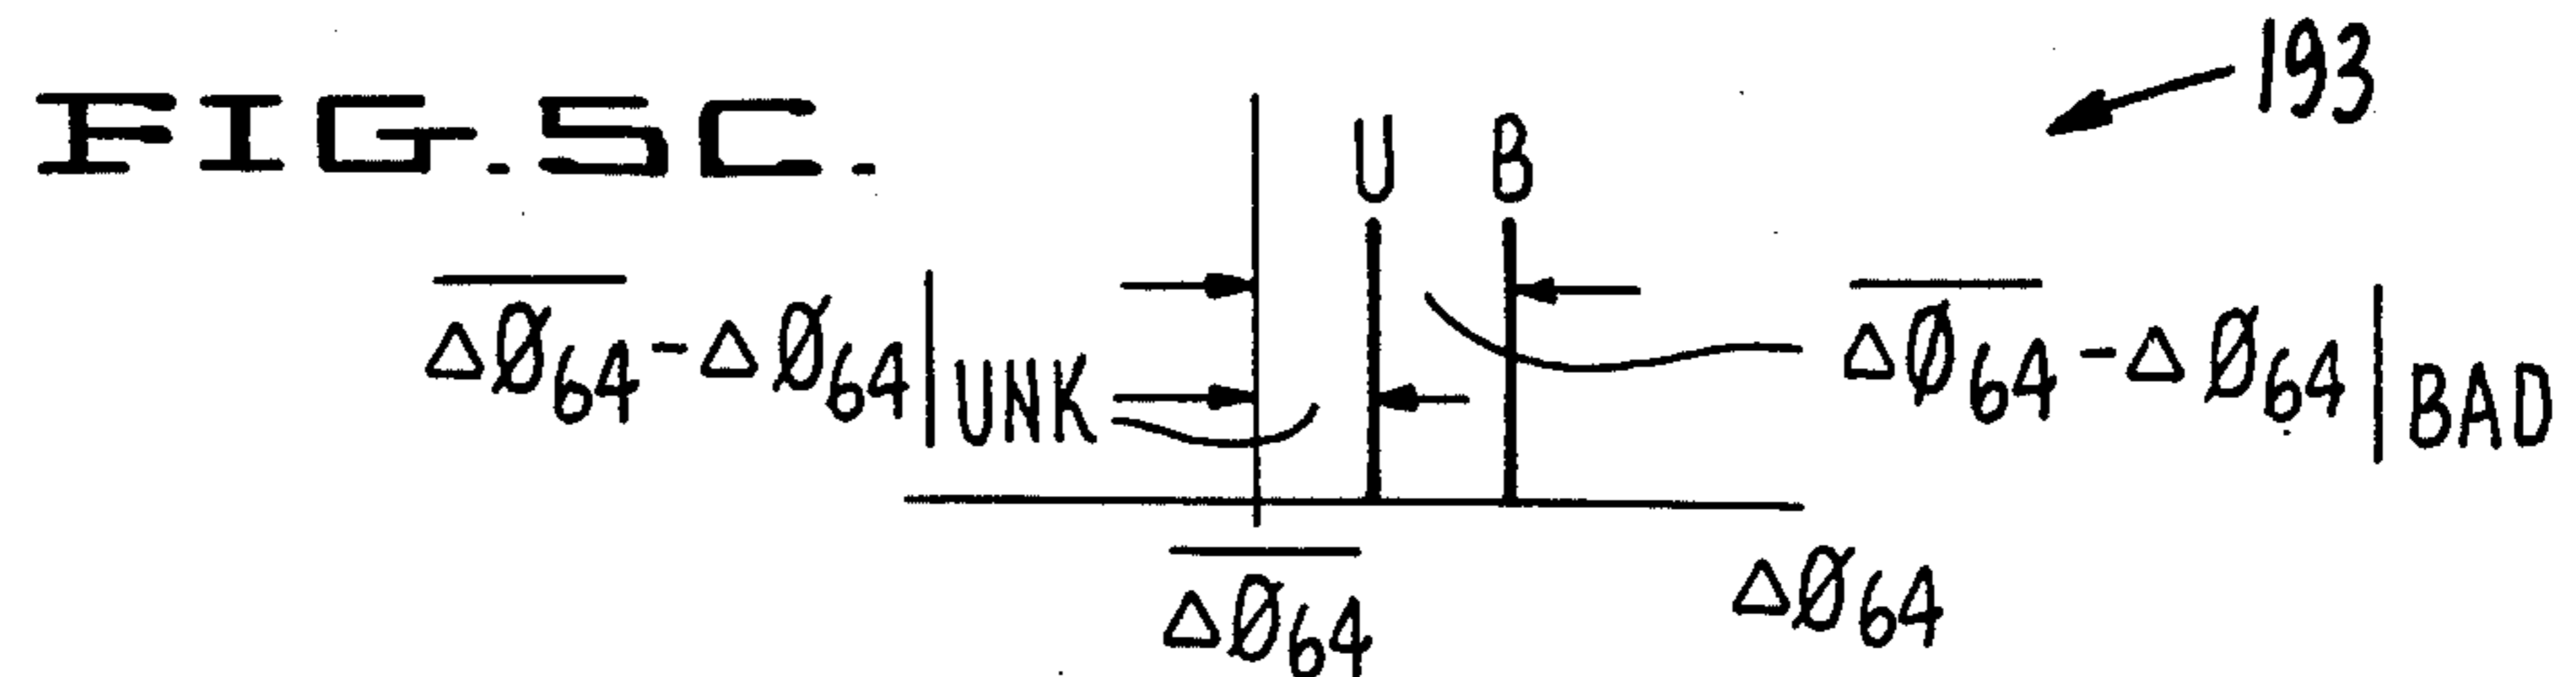 FIG. 5C.
193
U B
Δ̅Ø̅₆₄ - ΔØ₆₄|UNK
Δ̅Ø̅₆₄ - ΔØ₆₄|BAD
Δ̅Ø̅₆₄
ΔØ₆₄